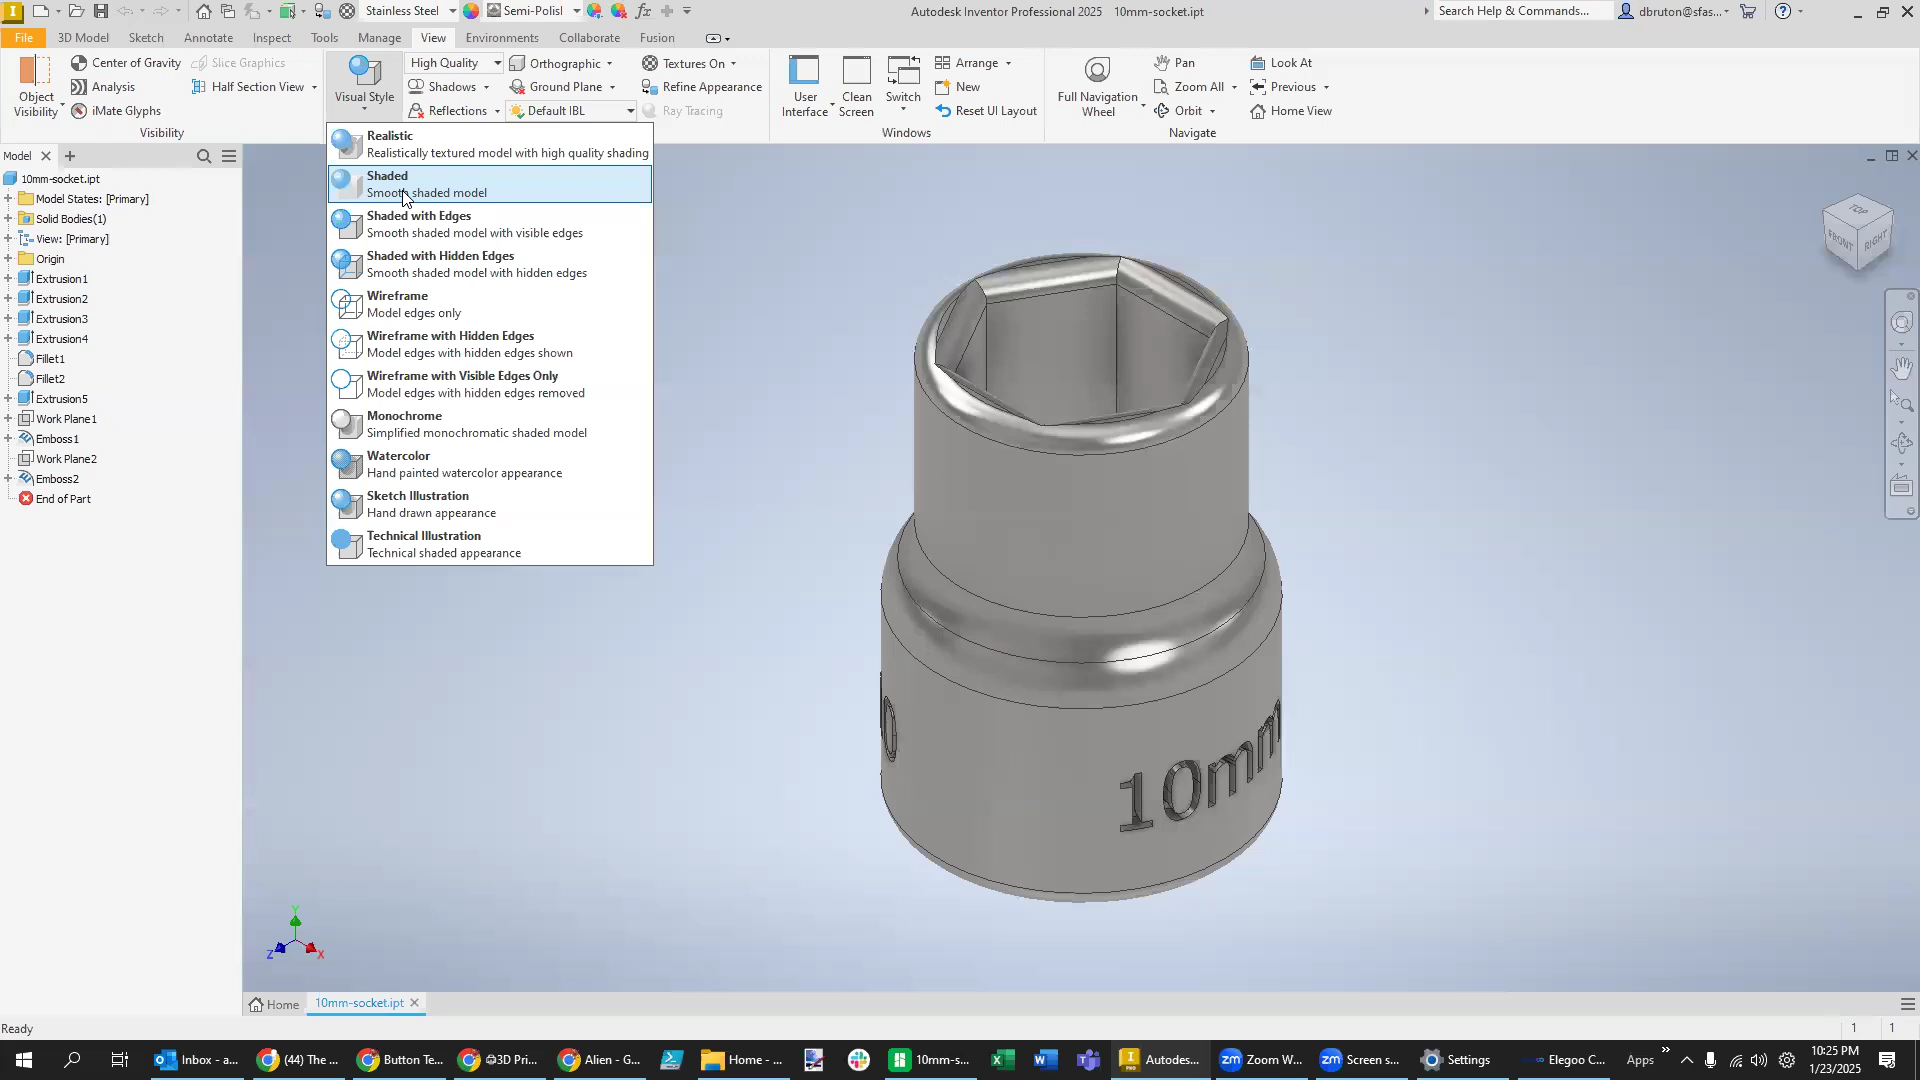 Stainless Steel
Semi-Polisl
Autodesk Inventor Professional 2025 10mm-socket.ipt
Search Help & Commands...
dbruton@sfas...
File
3D Model
Sketch
Annotate
Inspect
Tools
Manage
View
Environments
Collaborate
Fusion
Object
Visibility
Center of Gravity
Analysis
iMate Glyphs
Slice Graphics
Half Section View
Visibility
Visual Style
High Quality
Shadows
Reflections
Orthographic
Ground Plane
Default IBL
Textures On
Refine Appearance
Ray Tracing
User
Interface
Clean
Screen
Switch
Arrange
New
Reset UI Layout
Windows
Full Navigation
Wheel
Pan
Zoom All
Orbit
Look At
Previous
Home View
Navigate
Realistic
Realistically textured model with high quality shading
Shaded
Smooth shaded model
Shaded with Edges
Smooth shaded model with visible edges
Shaded with Hidden Edges
Smooth shaded model with hidden edges
Wireframe
Model edges only
Wireframe with Hidden Edges
Model edges with hidden edges shown
Wireframe with Visible Edges Only
Model edges with hidden edges removed
Monochrome
Simplified monochromatic shaded model
Watercolor
Hand painted watercolor appearance
Sketch Illustration
Hand drawn appearance
Technical Illustration
Technical shaded appearance
Model
10mm-socket.ipt
Model States: [Primary]
Solid Bodies(1)
View: [Primary]
Origin
Extrusion1
Extrusion2
Extrusion3
Extrusion4
Fillet1
Fillet2
Extrusion5
Work Plane1
Emboss1
Work Plane2
Emboss2
End of Part
TOP
FRONT
RIGHT
0
10mm
Y
Z
X
Home
10mm-socket.ipt
Ready
1
1
Inbox - a...
(44) The ...
Button Te...
3D Pri...
Alien - G...
Home - ...
10mm-s...
Autodes...
Zoom W...
Screen s...
Settings
Elegoo C...
Apps
10:25 PM
1/23/2025